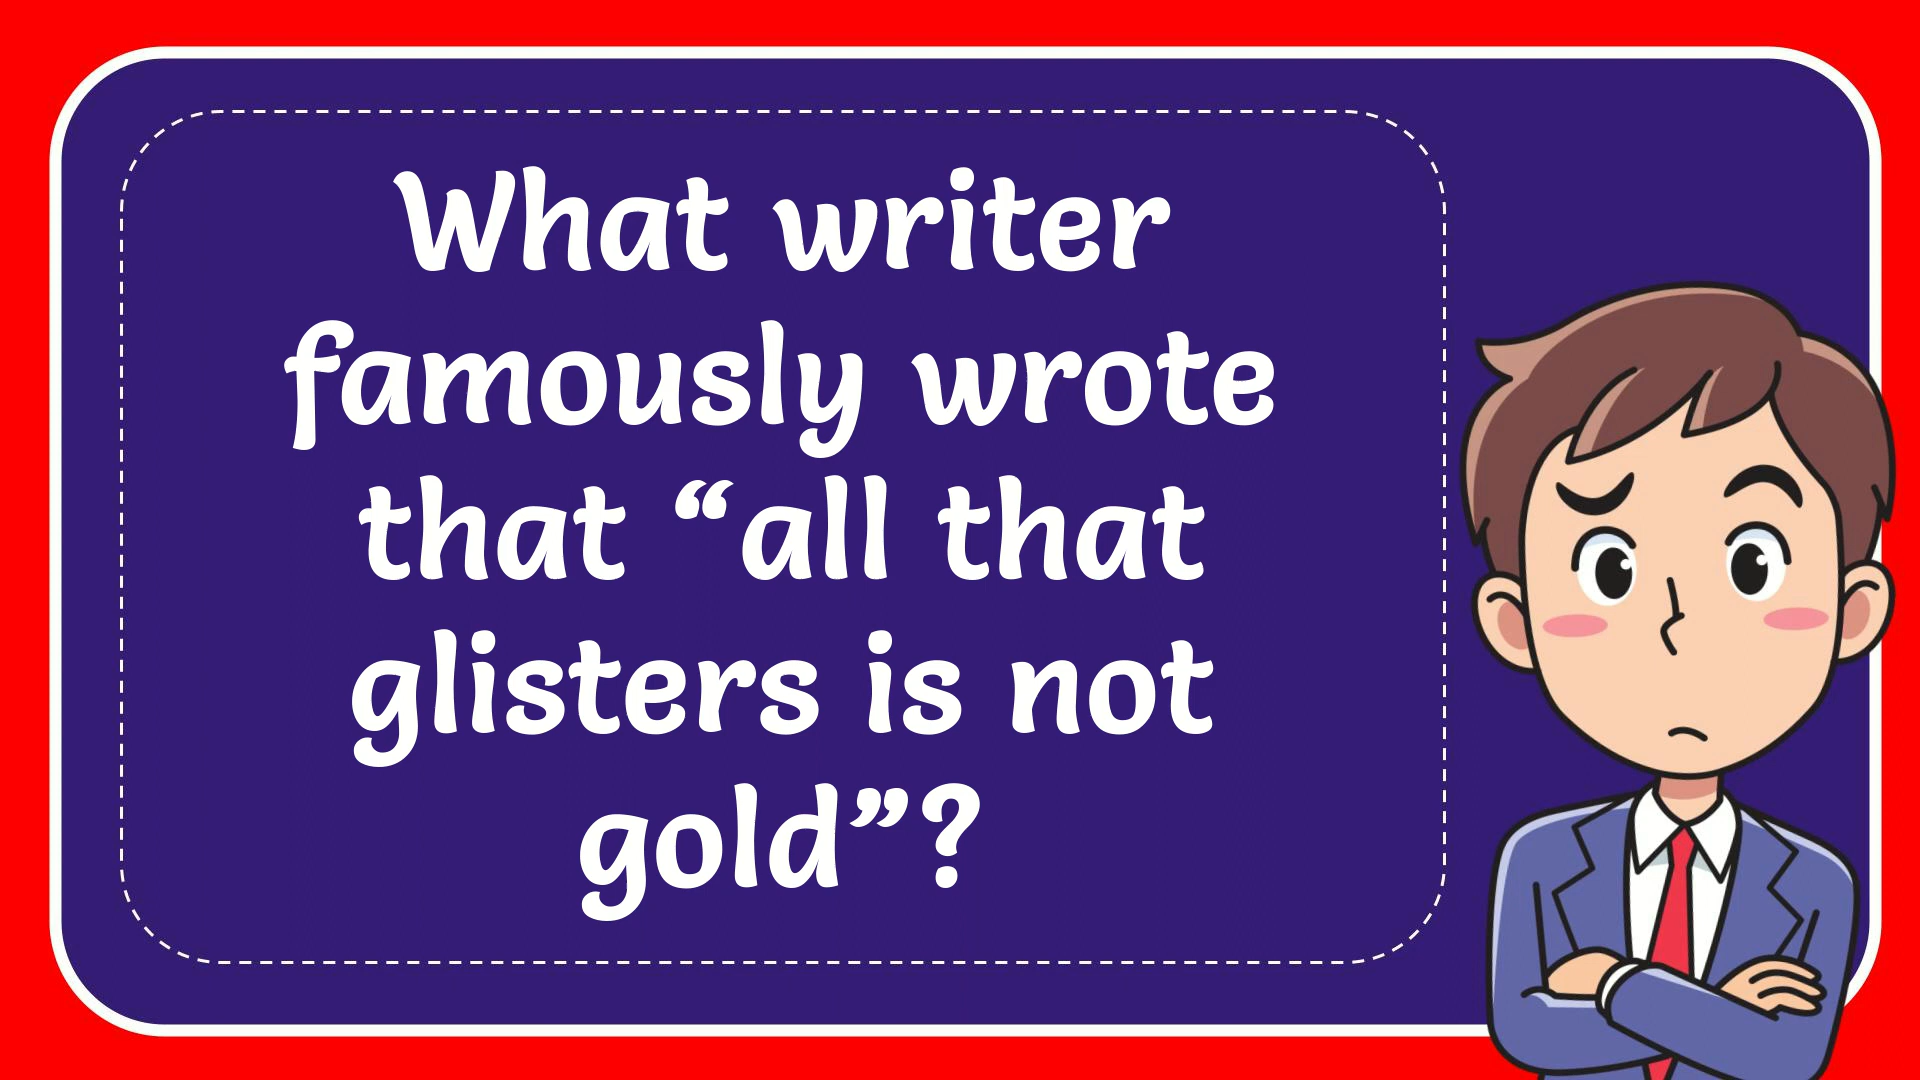 What writer
famously wrote
that “all that
glisters is not
gold”?